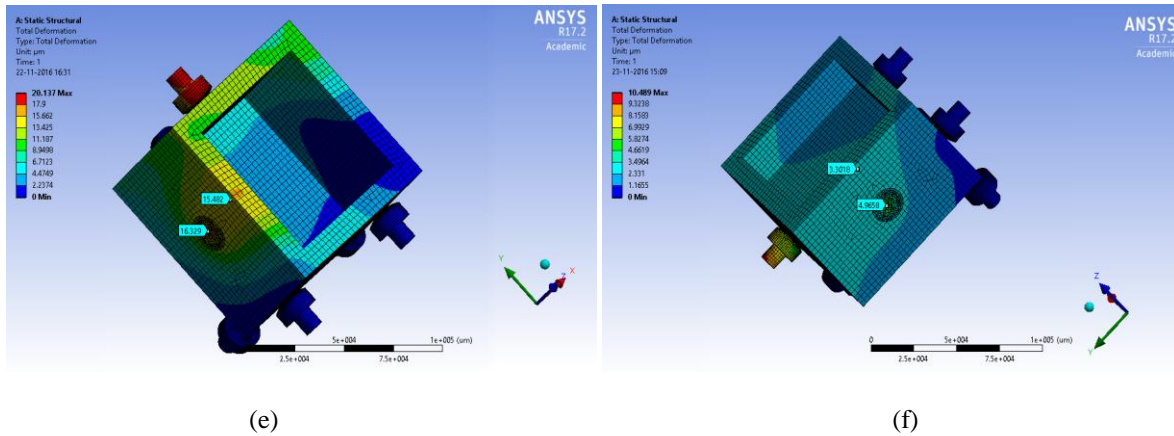 A: Static Structural
Total Deformation
Type: Total Deformation
Unit: µm
Time: 1
22-11-2016 16:31
20.137 Max
17.9
15.662
13.425
11.187
8.9498
6.7123
4.4749
2.2374
0 Min
ANSYS
R17.2
Academic
15.482
16.329
Y
Z
X
5e+004
1e+005 (um)
2.5e+004
7.5e+004
(e)
A: Static Structural
Total Deformation
Type: Total Deformation
Unit: µm
Time: 1
23-11-2016 15:09
10.489 Max
9.3238
8.1583
6.9929
5.8274
4.6619
3.4964
2.331
1.1655
0 Min
ANSYS
R17.2
Academic
3.3018
4.9658
Z
Y
0
5e+004
1e+005 (um)
2.5e+004
7.5e+004
(f)